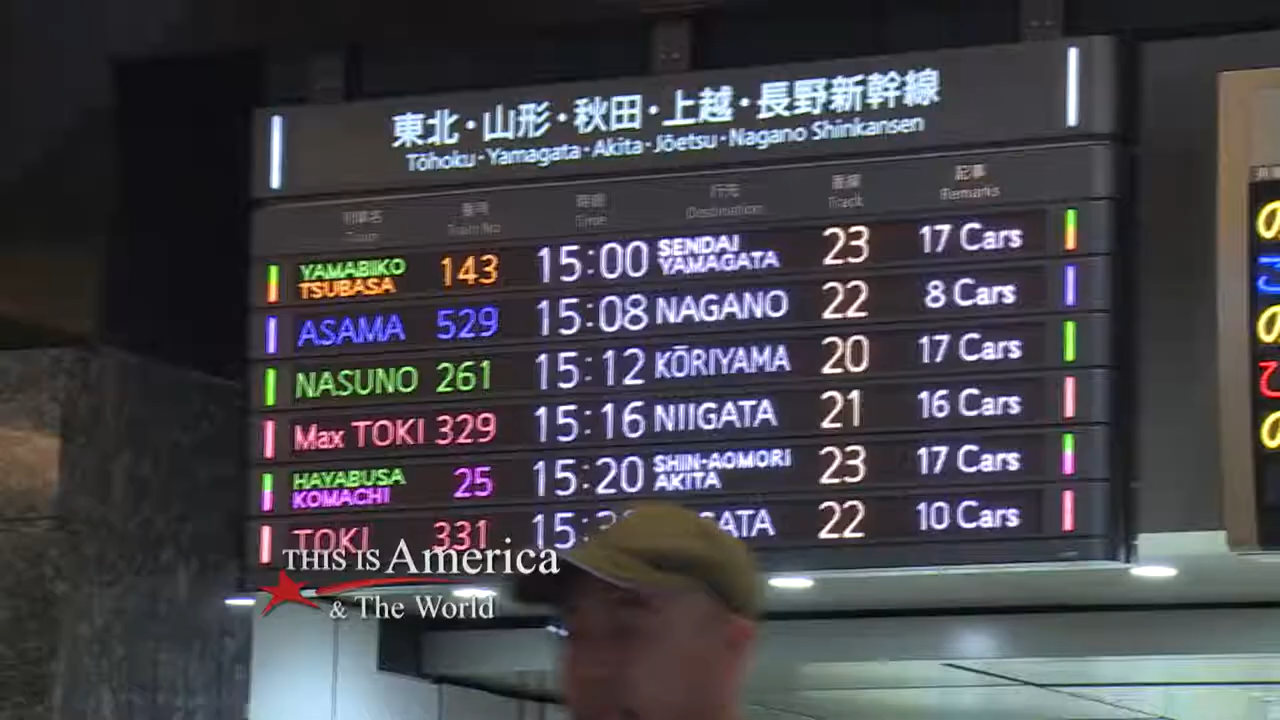 東北・山形・秋田・上越・長野新幹線
Tōhoku・Yamagata・Akita・Jōetsu・Nagano Shinkansen
列車名 番号 時刻 行先 番線 記事
Train Train No. Time Destination Track Remarks
YAMABIKO TSUBASA 143 15:00 SENDAI YAMAGATA 23 17 Cars
ASAMA 529 15:08 NAGANO 22 8 Cars
NASUNO 261 15:12 KŌRIYAMA 20 17 Cars
Max TOKI 329 15:16 NIIGATA 21 16 Cars
HAYABUSA KOMACHI 25 15:20 SHIN-AOMORI AKITA 23 17 Cars
TOKI 331 22 10 Cars
THIS IS America
& The World